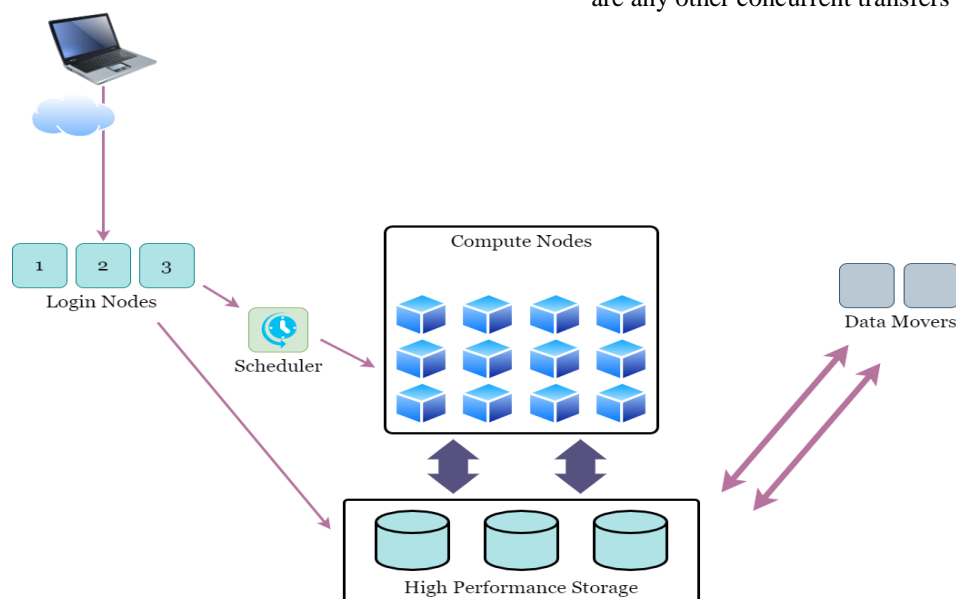 are any other concurrent transfers
1 2 3
Login Nodes
Scheduler
Compute Nodes
Data Movers
High Performance Storage